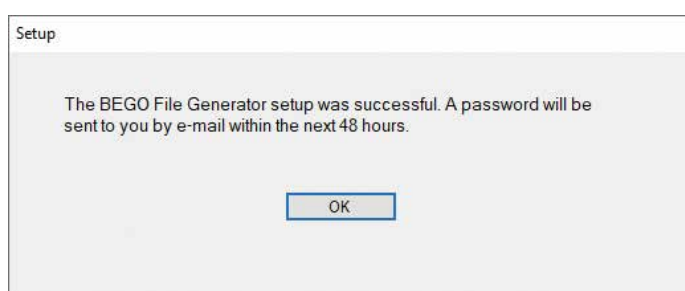 Setup
The BEGO File Generator setup was successful. A password will be
sent to you by e-mail within the next 48 hours.
OK